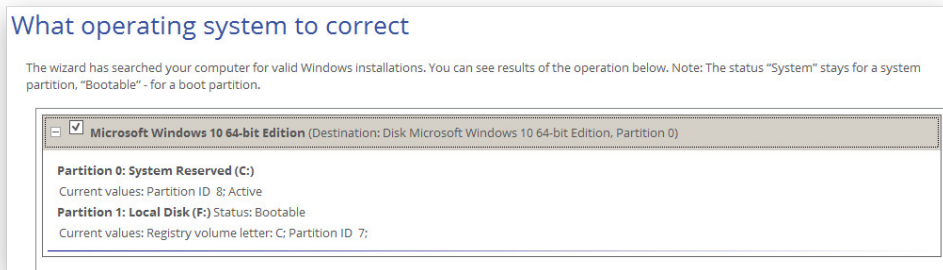 What operating system to correct
The wizard has searched your computer for valid Windows installations. You can see results of the operation below. Note: The status “System” stays for a system
partition, “Bootable” - for a boot partition.
Microsoft Windows 10 64-bit Edition (Destination: Disk Microsoft Windows 10 64-bit Edition, Partition 0)
Partition 0: System Reserved (C:)
Current values: Partition ID 8; Active
Partition 1: Local Disk (F:) Status: Bootable
Current values: Registry volume letter: C; Partition ID 7;